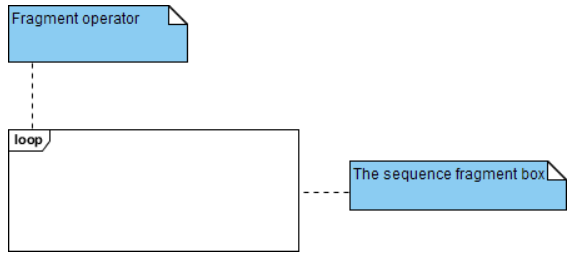 Fragment operator
loop
The sequence fragment box